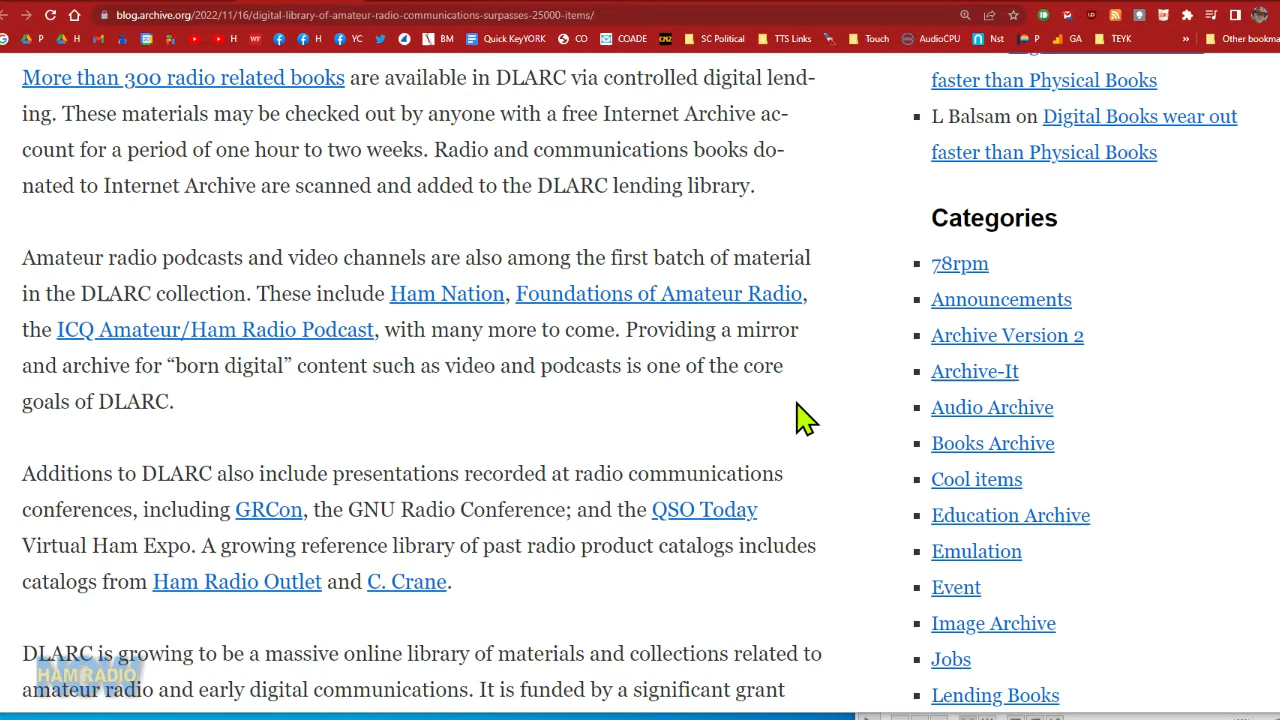 blog.archive.org/2022/11/16/digital-library-of-amateur-radio-communications-surpasses-25000-items/
P
H
H
H
YC
BM
Quick KeyYORK
CO
COADE
SC Political
TTS Links
Touch
AudioCPU
Nst
P
GA
TEYK
»
Other bookma
More than 300 radio related books are available in DLARC via controlled digital lend-
ing. These materials may be checked out by anyone with a free Internet Archive ac-
count for a period of one hour to two weeks. Radio and communications books do-
nated to Internet Archive are scanned and added to the DLARC lending library.
Amateur radio podcasts and video channels are also among the first batch of material
in the DLARC collection. These include Ham Nation, Foundations of Amateur Radio,
the ICQ Amateur/Ham Radio Podcast, with many more to come. Providing a mirror
and archive for “born digital” content such as video and podcasts is one of the core
goals of DLARC.
Additions to DLARC also include presentations recorded at radio communications
conferences, including GRCon, the GNU Radio Conference; and the QSO Today
Virtual Ham Expo. A growing reference library of past radio product catalogs includes
catalogs from Ham Radio Outlet and C. Crane.
DLARC is growing to be a massive online library of materials and collections related to
amateur radio and early digital communications. It is funded by a significant grant
HAM RADIO
NOW
faster than Physical Books
L Balsam on Digital Books wear out
faster than Physical Books
Categories
78rpm
Announcements
Archive Version 2
Archive-It
Audio Archive
Books Archive
Cool items
Education Archive
Emulation
Event
Image Archive
Jobs
Lending Books